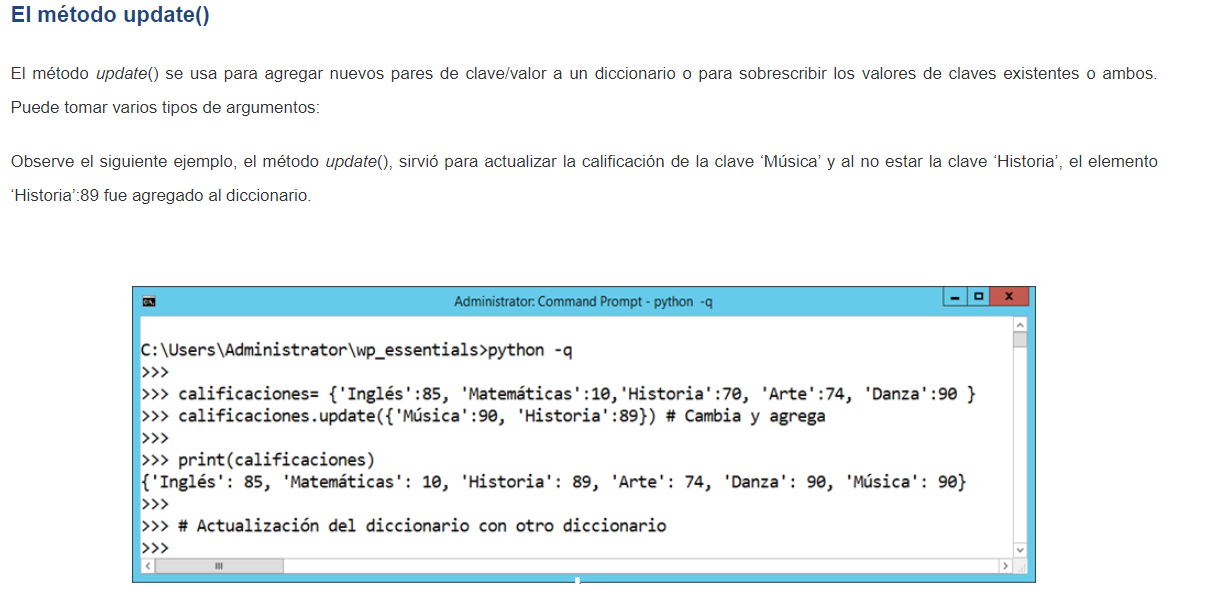 El método update()
El método update() se usa para agregar nuevos pares de clave/valor a un diccionario o para sobrescribir los valores de claves existentes o ambos.
Puede tomar varios tipos de argumentos:
Observe el siguiente ejemplo, el método update(), sirvió para actualizar la calificación de la clave ‘Música’ y al no estar la clave ‘Historia’, el elemento
‘Historia’:89 fue agregado al diccionario.
Administrator: Command Prompt - python -q
C:\Users\Administrator\wp_essentials>python -q
>>>
>>> calificaciones= {'Inglés':85, 'Matemáticas':10,'Historia':70, 'Arte':74, 'Danza':90 }
>>> calificaciones.update({'Música':90, 'Historia':89}) # Cambia y agrega
>>>
>>> print(calificaciones)
{'Inglés': 85, 'Matemáticas': 10, 'Historia': 89, 'Arte': 74, 'Danza': 90, 'Música': 90}
>>>
>>> # Actualización del diccionario con otro diccionario
>>>